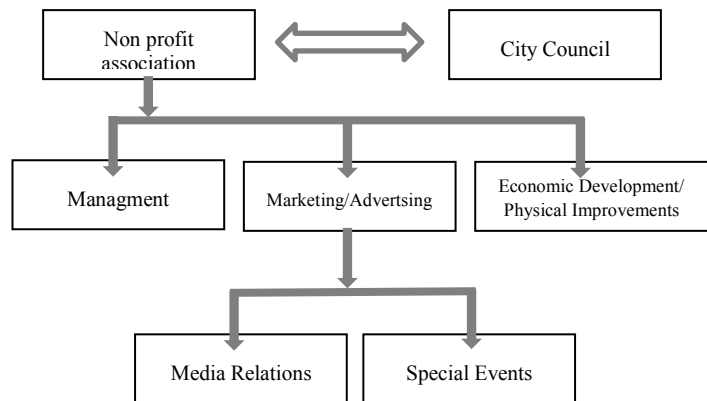 Non profit
association
City Council
Managment
Marketing/Advertsing
Economic Development/
Physical Improvements
Media Relations
Special Events